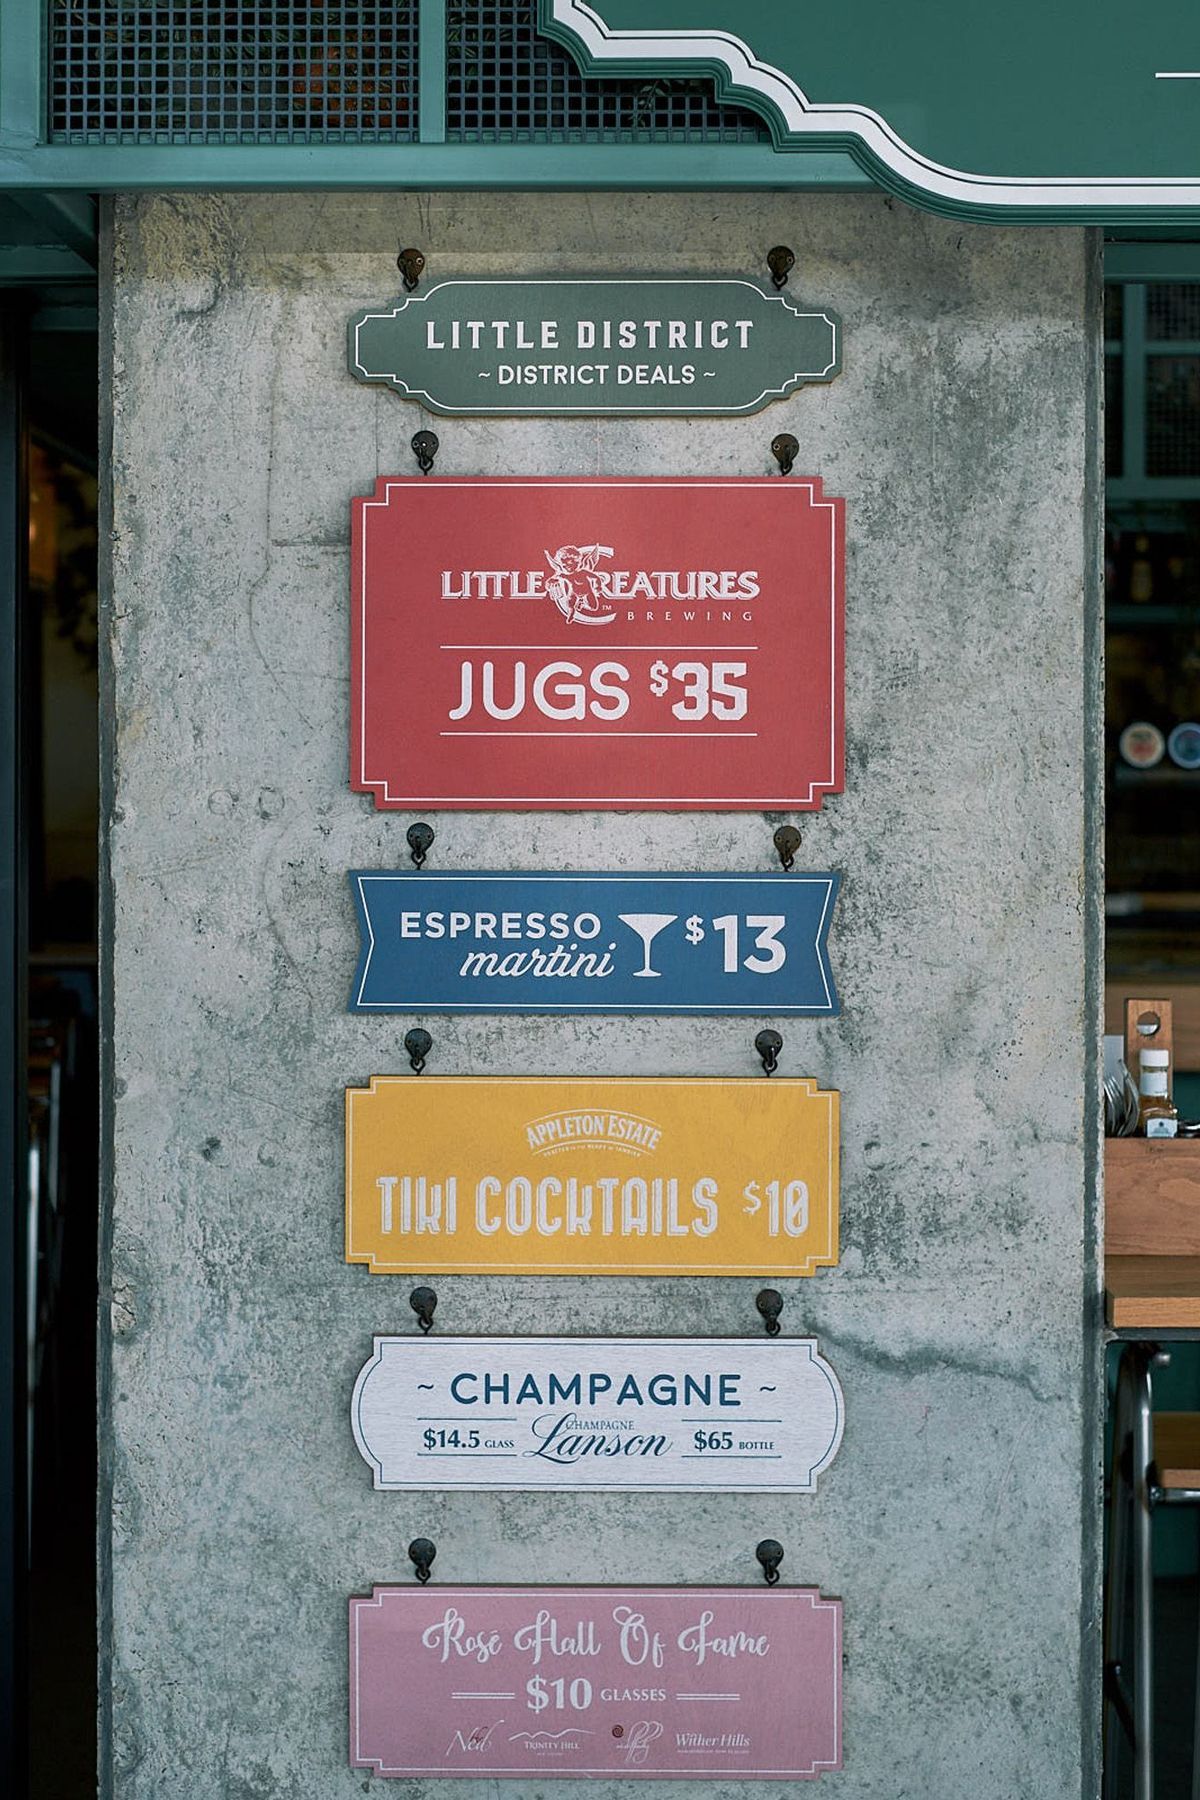 LITTLE DISTRICT
~ DISTRICT DEALS ~
LITTLE CREATURES
™ BREWING
JUGS $35
ESPRESSO
martini
$13
APPLETON ESTATE
TIKI COCKTAILS $10
~ CHAMPAGNE ~
$14.5 GLASS
CHAMPAGNE
Lanson
$65 BOTTLE
Rosé Hall Of Fame
$10 GLASSES
Ned
TRINITY HILL
Wither Hills